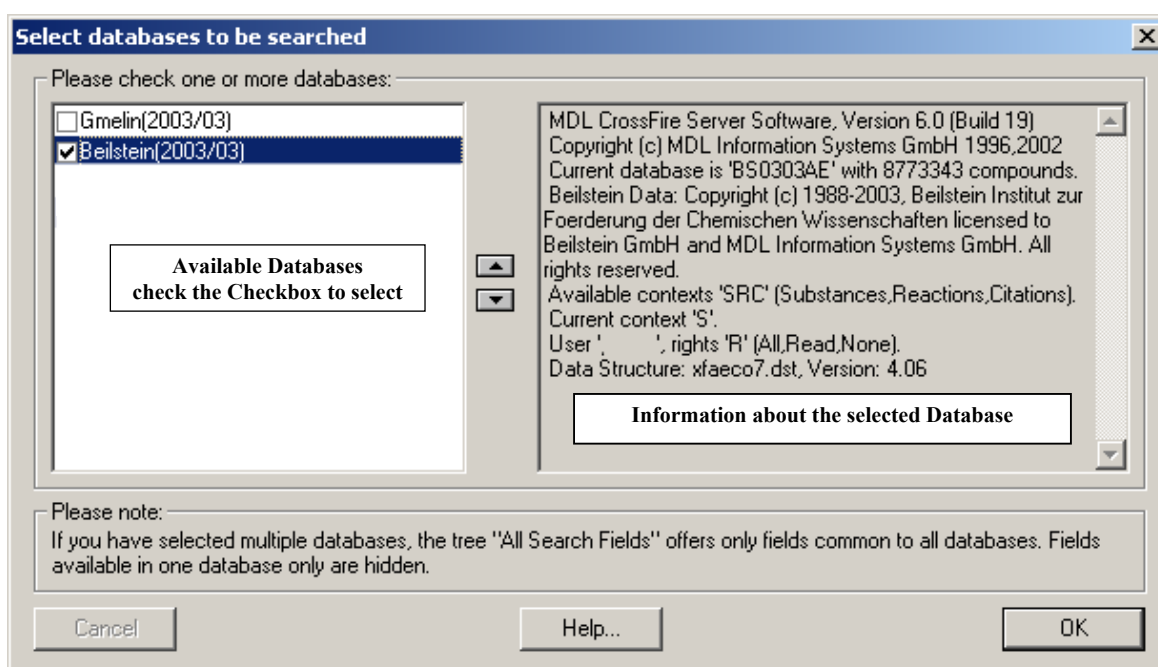 Select databases to be searched
Please check one or more databases:
Gmelin(2003/03)
Beilstein(2003/03)
Available Databases
check the Checkbox to select
MDL CrossFire Server Software, Version 6.0 (Build 19)
Copyright (c) MDL Information Systems GmbH 1996,2002
Current database is 'BS0303AE' with 8773343 compounds.
Beilstein Data: Copyright (c) 1988-2003, Beilstein Institut zur
Foerderung der Chemischen Wissenschaften licensed to
Beilstein GmbH and MDL Information Systems GmbH. All
rights reserved.
Available contexts 'SRC' (Substances,Reactions,Citations).
Current context 'S'.
User ' ', rights 'R' (All,Read,None).
Data Structure: xfaeco7.dst, Version: 4.06
Information about the selected Database
Please note:
If you have selected multiple databases, the tree "All Search Fields" offers only fields common to all databases. Fields
available in one database only are hidden.
Cancel
Help...
OK